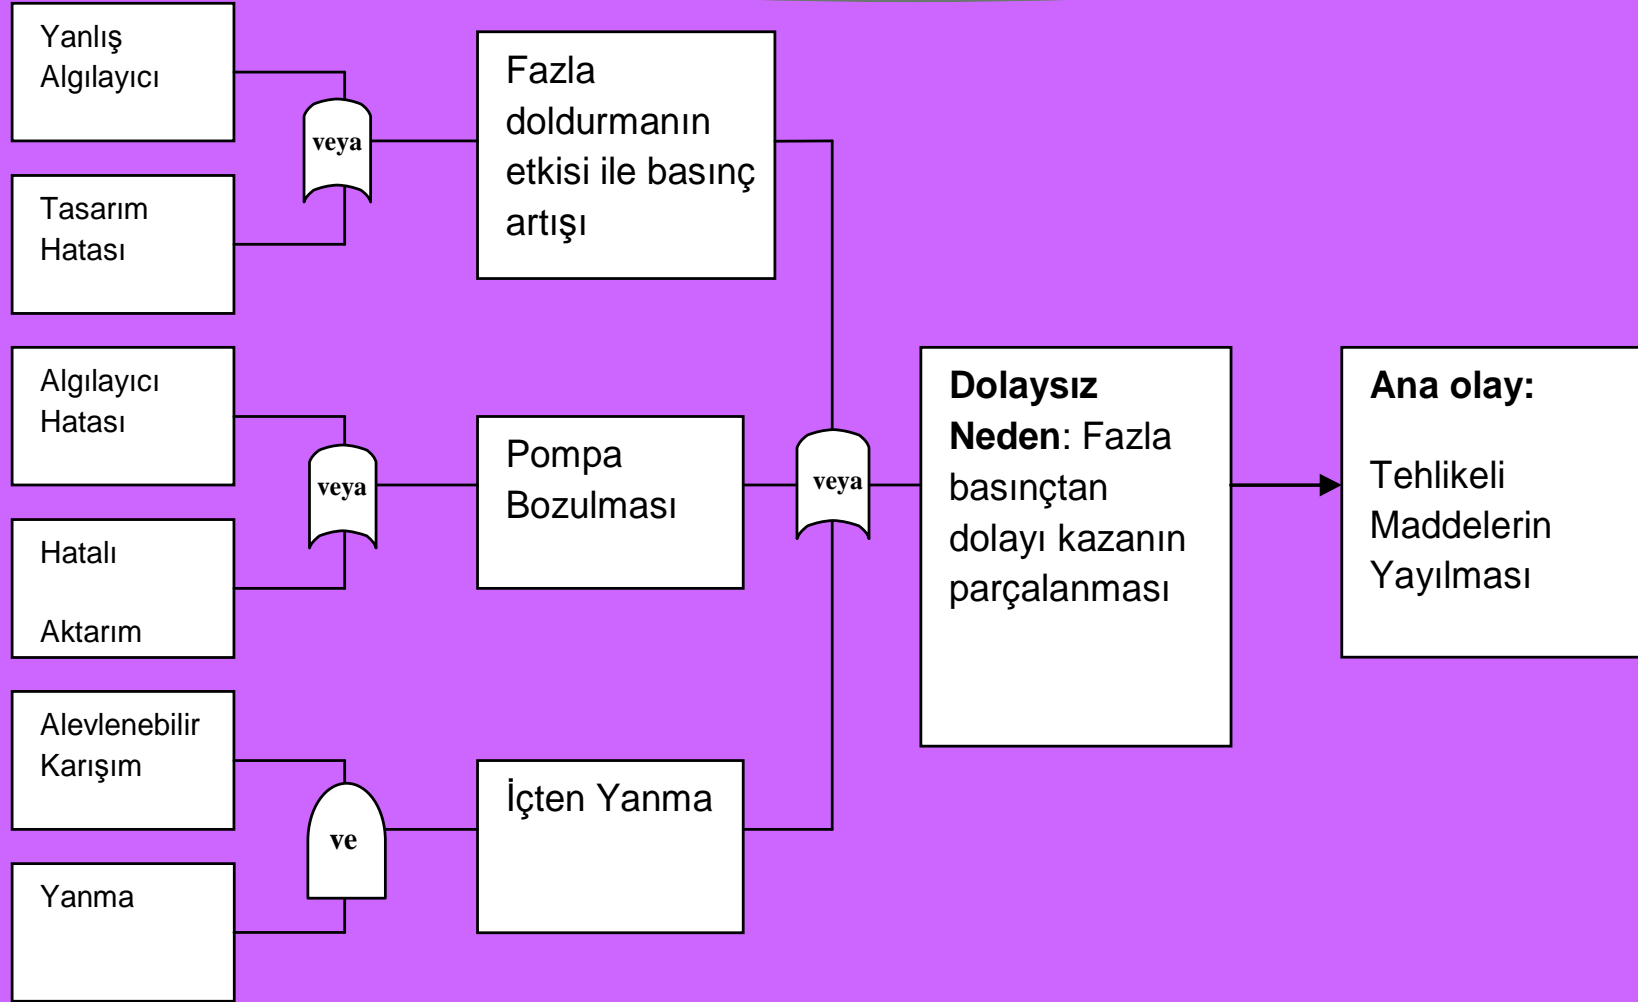 Yanlış
Algılayıcı
Tasarım
Hatası
veya
Fazla
doldurmanın
etkisi ile basınç
artışı
Algılayıcı
Hatası
Hatalı
Aktarım
veya
Pompa
Bozulması
Alevlenebilir
Karışım
Yanma
ve
İçten Yanma
veya
Dolaysız
Neden: Fazla
basınçtan
dolayı kazanın
parçalanması
Ana olay:
Tehlikeli
Maddelerin
Yayılması